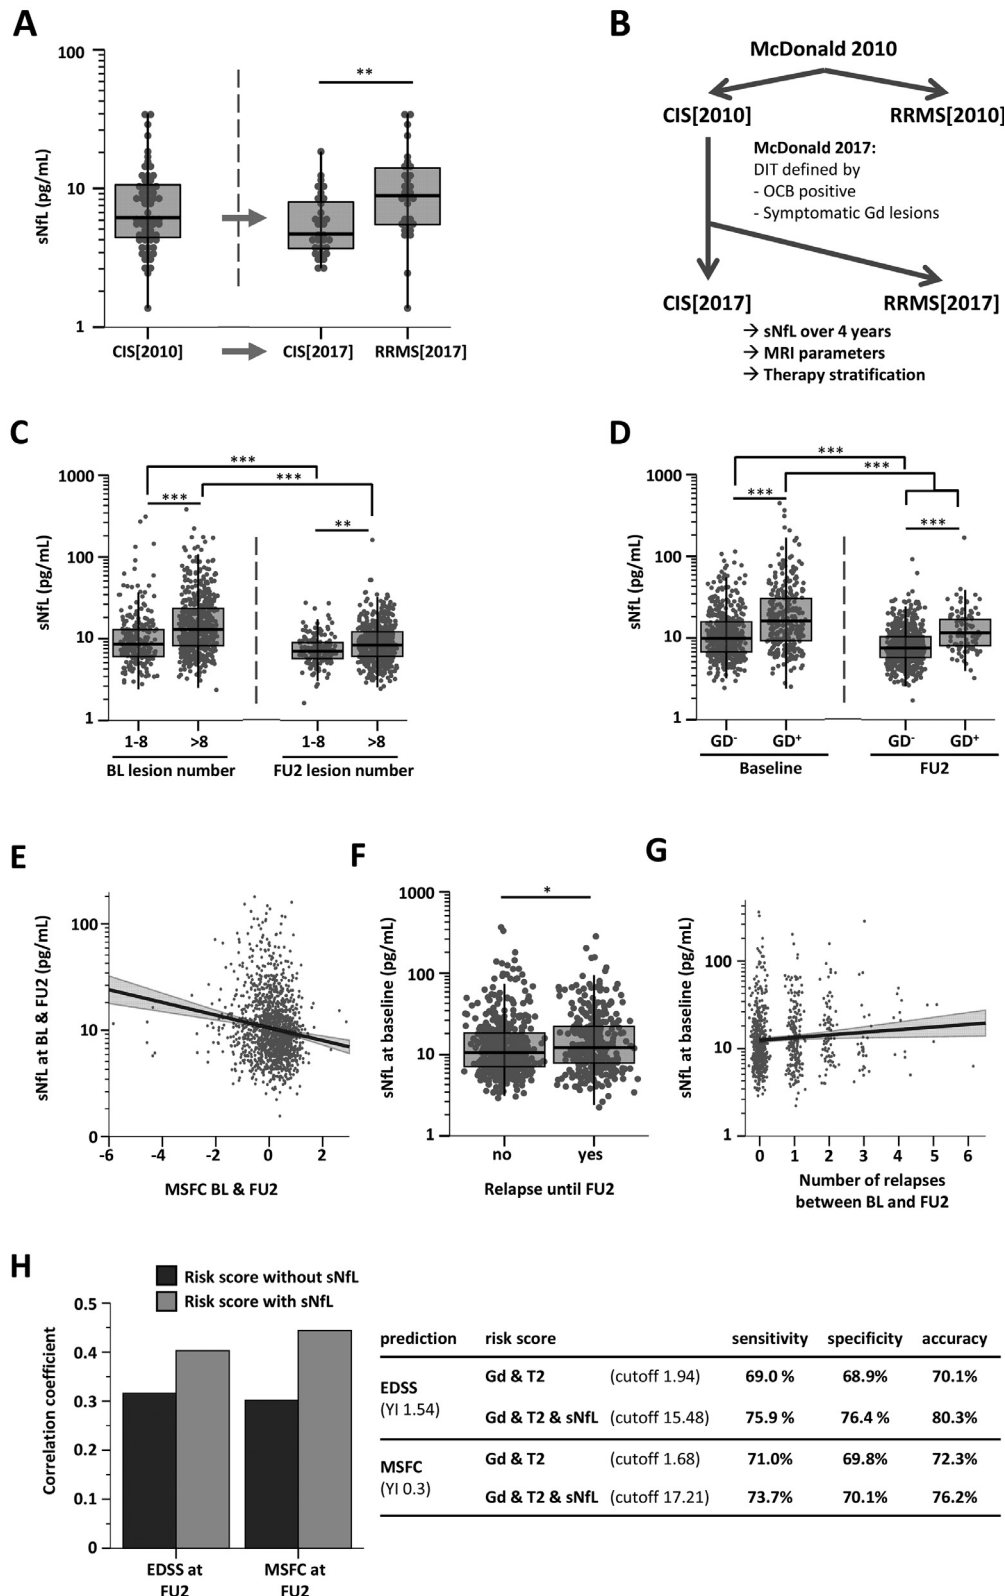 A
100
10
1
sNfL (pg/mL)
**
CIS[2010]
CIS[2017]
RRMS[2017]
B
McDonald 2010
CIS[2010]
RRMS[2010]
McDonald 2017:
DIT defined by
- OCB positive
- Symptomatic Gd lesions
CIS[2017]
RRMS[2017]
→ sNfL over 4 years
→ MRI parameters
→ Therapy stratification
C
1000
100
10
1
sNfL (pg/mL)
***
***
***
**
1-8
>8
1-8
>8
BL lesion number
FU2 lesion number
D
1000
100
10
1
sNfL (pg/mL)
***
***
***
***
GD-
GD+
GD-
GD+
Baseline
FU2
E
100
10
0
sNfL at BL & FU2 (pg/mL)
-6
-4
-2
0
2
MSFC BL & FU2
F
1000
100
10
1
sNfL at baseline (pg/mL)
*
no
yes
Relapse until FU2
G
100
10
1
sNfL at baseline (pg/mL)
0
1
2
3
4
5
6
Number of relapses
between BL and FU2
H
Risk score without sNfL
Risk score with sNfL
0.5
0.4
0.3
0.2
0.1
0
Correlation coefficient
EDSS at
FU2
MSFC at
FU2
prediction risk score sensitivity specificity accuracy
EDSS
(YI 1.54)
Gd & T2 (cutoff 1.94) 69.0 % 68.9% 70.1%
Gd & T2 & sNfL (cutoff 15.48) 75.9 % 76.4 % 80.3%
MSFC
(YI 0.3)
Gd & T2 (cutoff 1.68) 71.0% 69.8% 72.3%
Gd & T2 & sNfL (cutoff 17.21) 73.7% 70.1% 76.2%